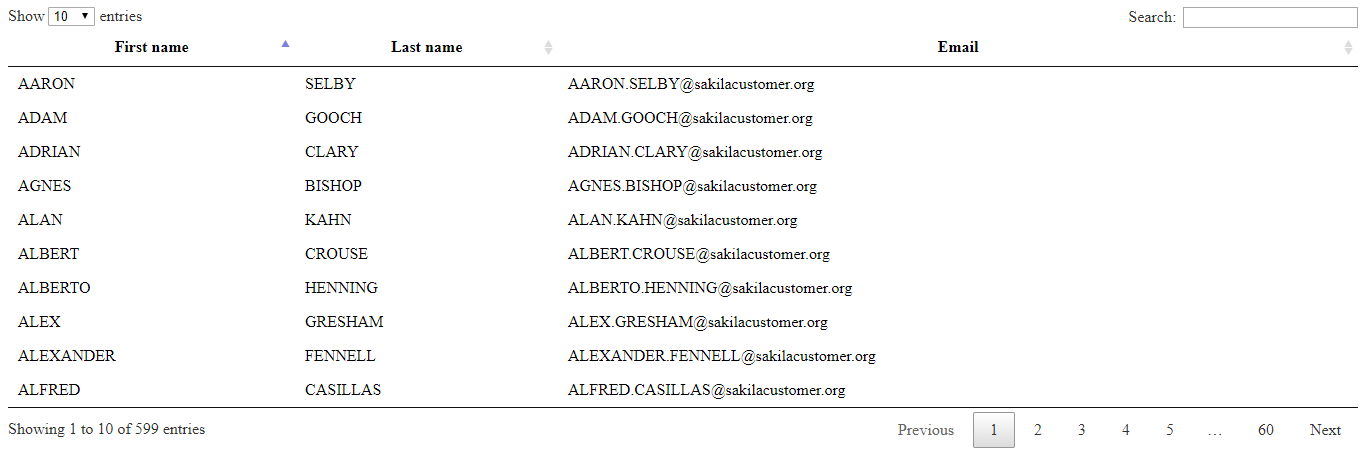 Show 10 entries Search:
First name Last name Email
AARON SELBY AARON.SELBY@sakilacustomer.org
ADAM GOOCH ADAM.GOOCH@sakilacustomer.org
ADRIAN CLARY ADRIAN.CLARY@sakilacustomer.org
AGNES BISHOP AGNES.BISHOP@sakilacustomer.org
ALAN KAHN ALAN.KAHN@sakilacustomer.org
ALBERT CROUSE ALBERT.CROUSE@sakilacustomer.org
ALBERTO HENNING ALBERTO.HENNING@sakilacustomer.org
ALEX GRESHAM ALEX.GRESHAM@sakilacustomer.org
ALEXANDER FENNELL ALEXANDER.FENNELL@sakilacustomer.org
ALFRED CASILLAS ALFRED.CASILLAS@sakilacustomer.org
Showing 1 to 10 of 599 entries Previous 1 2 3 4 5 … 60 Next